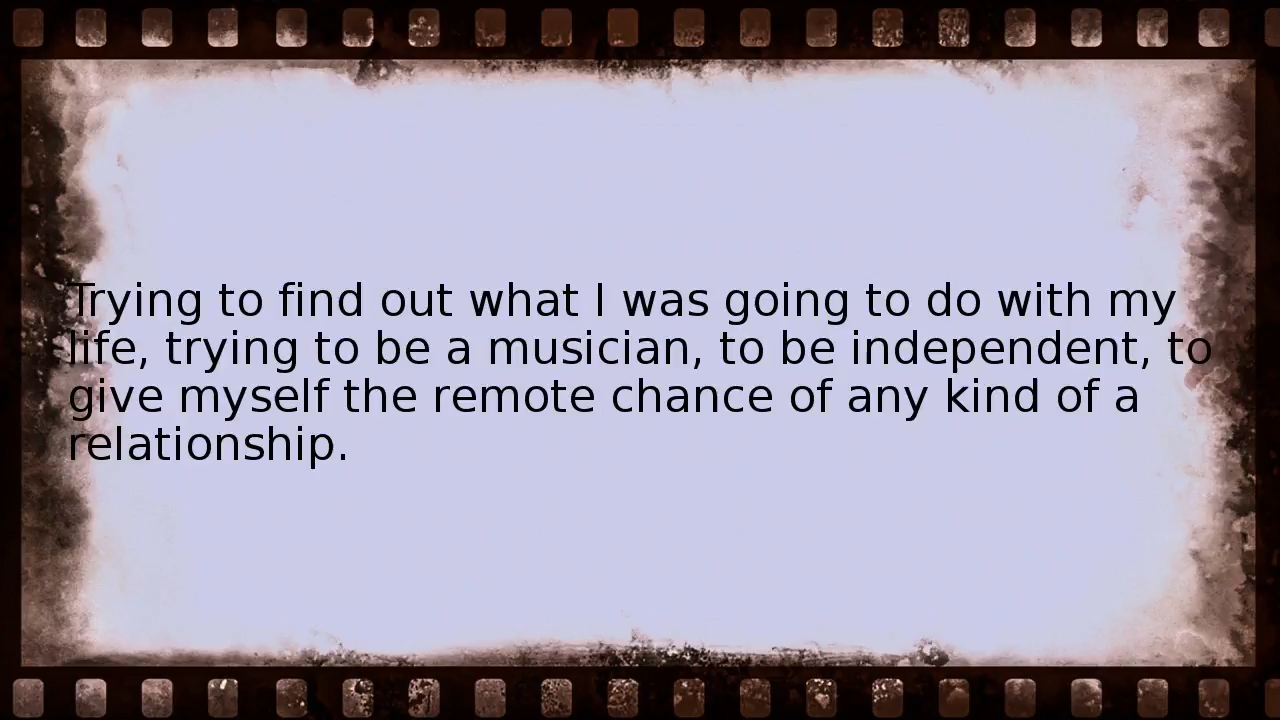 Trying to find out what I was going to do with my
life, trying to be a musician, to be independent, to
give myself the remote chance of any kind of a
relationship.